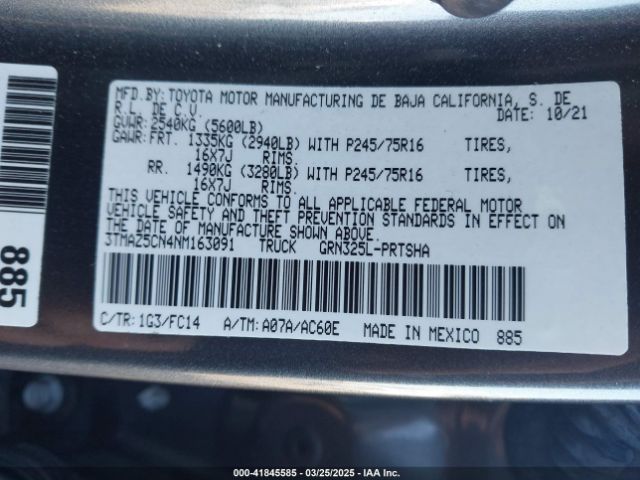 MFD.BY:TOYOTA MOTOR MANUFACTURING DE BAJA CALIFORNIA, S. DE
R.L. DE C.V. DATE: 10/21
GVWR:2540KG (5600LB)
GAWR:FRT. 1335KG (2940LB) WITH P245/75R16 TIRES,
16X7J RIMS.
RR. 1490KG (3280LB) WITH P245/75R16 TIRES,
16X7J RIMS.
THIS VEHICLE CONFORMS TO ALL APPLICABLE FEDERAL MOTOR
VEHICLE SAFETY AND THEFT PREVENTION STANDARDS IN EFFECT ON
THE DATE OF MANUFACTURE SHOWN ABOVE.
3TMAZ5CN4NM163091 TRUCK GRN325L-PRTSHA
C/TR:1G3/FC14 A/TM:A07A/AC60E MADE IN MEXICO 885
885
000-41845585 - 03/25/2025 - IAA Inc.